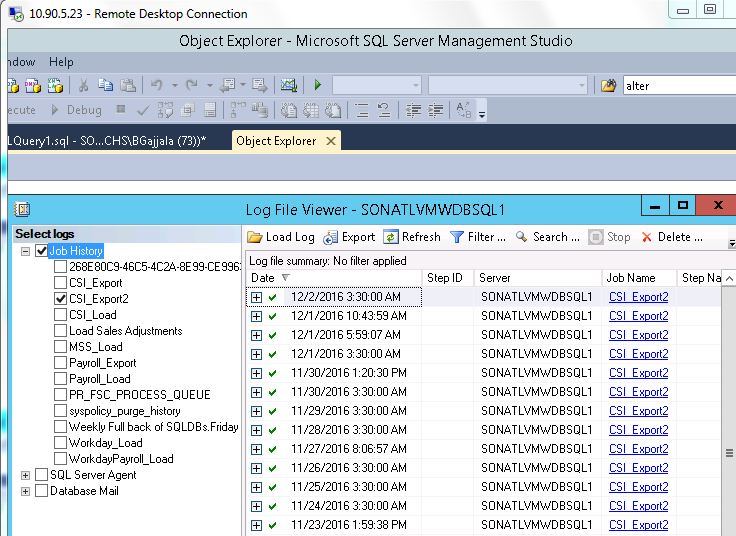 10.90.5.23 - Remote Desktop Connection
Object Explorer - Microsoft SQL Server Management Studio
ndow Help
alter
ecute Debug
LQuery1.sql - SO...CHS\BGajjala (73))* Object Explorer
Log File Viewer - SONATLVMWDBSQL1
Select logs
Job History
268E80C9-46C5-4C2A-8E99-CE996
CSI_Export
CSI_Export2
CSI_Load
Load Sales Adjustments
MSS_Load
Payroll_Export
Payroll_Load
PR_FSC_PROCESS_QUEUE
syspolicy_purge_history
Weekly Full back of SQLDBs.Friday
Workday_Load
WorkdayPayroll_Load
SQL Server Agent
Database Mail
Load Log Export Refresh Filter ... Search ... Stop Delete ...
Log file summary: No filter applied
Date Step ID Server Job Name Step Na
12/2/2016 3:30:00 AM SONATLVMWDBSQL1 CSI_Export2
12/1/2016 10:43:59 AM SONATLVMWDBSQL1 CSI_Export2
12/1/2016 5:59:07 AM SONATLVMWDBSQL1 CSI_Export2
12/1/2016 3:30:00 AM SONATLVMWDBSQL1 CSI_Export2
11/30/2016 1:20:30 PM SONATLVMWDBSQL1 CSI_Export2
11/30/2016 3:30:00 AM SONATLVMWDBSQL1 CSI_Export2
11/29/2016 3:30:00 AM SONATLVMWDBSQL1 CSI_Export2
11/28/2016 3:30:00 AM SONATLVMWDBSQL1 CSI_Export2
11/27/2016 8:06:57 AM SONATLVMWDBSQL1 CSI_Export2
11/26/2016 3:30:00 AM SONATLVMWDBSQL1 CSI_Export2
11/25/2016 3:30:00 AM SONATLVMWDBSQL1 CSI_Export2
11/24/2016 3:30:00 AM SONATLVMWDBSQL1 CSI_Export2
11/23/2016 1:59:38 PM SONATLVMWDBSQL1 CSI_Export2